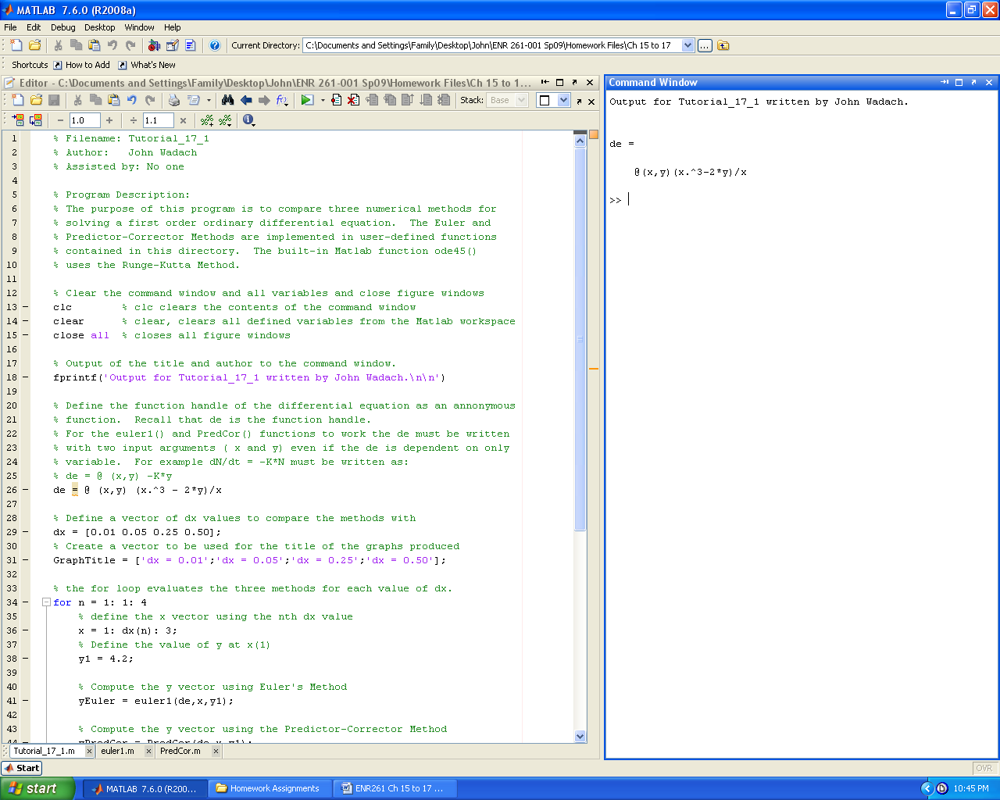 MATLAB  7.6.0 (R2008a)
File Edit Debug Desktop Window Help
Current Directory: C:\Documents and Settings\Family\Desktop\John\ENR 261-001 Sp09\Homework Files\Ch 15 to 17
Shortcuts How to Add What's New
Editor - C:\Documents and Settings\Family\Desktop\John\ENR 261-001 Sp09\Homework Files\Ch 15 to 1...
Stack: Base
1.0 1.1
1 % Filename: Tutorial_17_1
2 % Author:   John Wadach
3 % Assisted by: No one
4
5 % Program Description:
6 % The purpose of this program is to compare three numerical methods for
7 % solving a first order ordinary differential equation.  The Euler and
8 % Predictor-Corrector Methods are implemented in user-defined functions
9 % contained in this directory.  The built-in Matlab function ode45()
10 % uses the Runge-Kutta Method.
11
12 % Clear the command window and all variables and close figure windows
13 clc        % clc clears the contents of the command window
14 clear      % clear, clears all defined variables from the Matlab workspace
15 close all  % closes all figure windows
16
17 % Output of the title and author to the command window.
18 fprintf('Output for Tutorial_17_1 written by John Wadach.\n\n')
19
20 % Define the function handle of the differential equation as an annonymous
21 % function.  Recall that de is the function handle.
22 % For the euler1() and PredCor() functions to work the de must be written
23 % with two input arguments ( x and y) even if the de is dependent on only
24 % variable.  For example dN/dt = -K*N must be written as:
25 % de = @ (x,y) -K*y
26 de = @ (x,y) (x.^3 - 2*y)/x
27
28 % Define a vector of dx values to compare the methods with
29 dx = [0.01 0.05 0.25 0.50];
30 % Create a vector to be used for the title of the graphs produced
31 GraphTitle = ['dx = 0.01';'dx = 0.05';'dx = 0.25';'dx = 0.50'];
32
33 % the for loop evaluates the three methods for each value of dx.
34 for n = 1: 1: 4
35 % define the x vector using the nth dx value
36 x = 1: dx(n): 3;
37 % Define the value of y at x(1)
38 y1 = 4.2;
39
40 % Compute the y vector using Euler's Method
41 yEuler = euler1(de,x,y1);
42
43 % Compute the y vector using the Predictor-Corrector Method
44 yPredCor = PredCor(de,x,y1);
Tutorial_17_1.m euler1.m PredCor.m
Command Window
Output for Tutorial_17_1 written by John Wadach.
de =
@(x,y)(x.^3-2*y)/x
>>
Start OVR
start MATLAB  7.6.0 (R200... Homework Assignments ENR261 Ch 15 to 17 ... 10:45 PM